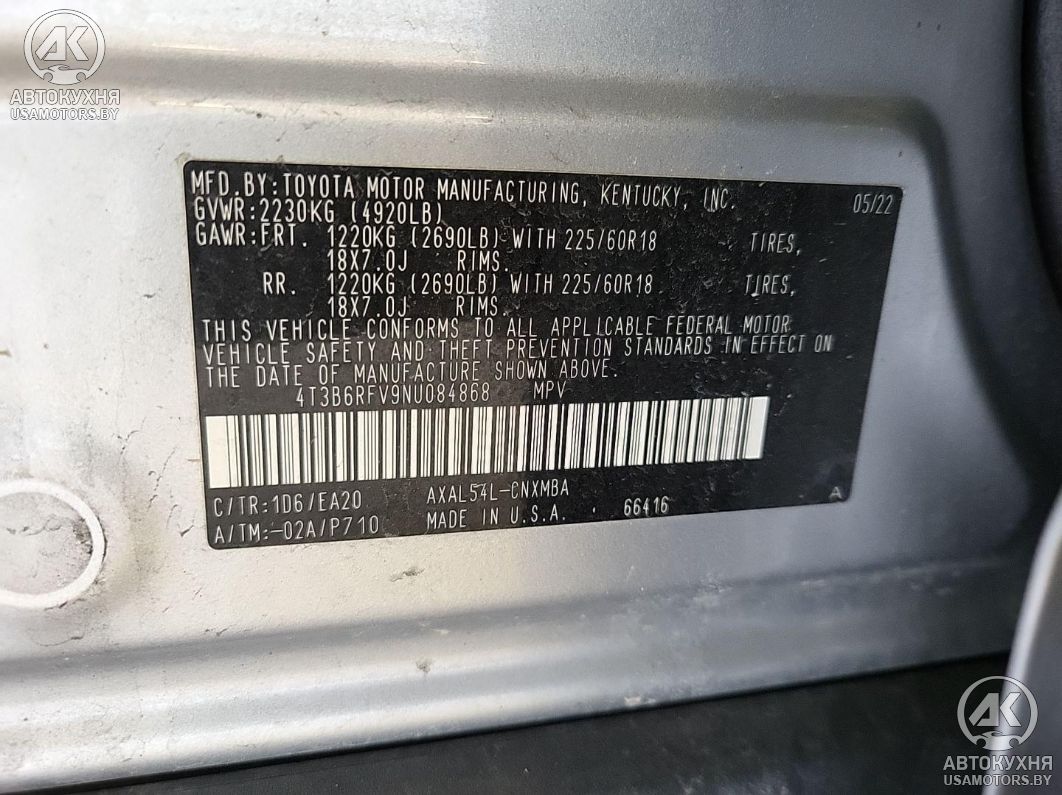 АВТОКУХНЯ
USAMOTORS.BY
MFD.BY:TOYOTA MOTOR MANUFACTURING, KENTUCKY, INC. 05/22
GVWR:2230KG (4920LB)
GAWR:FRT. 1220KG (2690LB) WITH 225/60R18 TIRES,
18X7.0J RIMS.
RR. 1220KG (2690LB) WITH 225/60R18 TIRES,
18X7.0J RIMS.
THIS VEHICLE CONFORMS TO ALL APPLICABLE FEDERAL MOTOR
VEHICLE SAFETY AND THEFT PREVENTION STANDARDS IN EFFECT ON
THE DATE OF MANUFACTURE SHOWN ABOVE.
4T3B6RFV9NU084868 MPV
C/TR:1D6/EA20 AXAL54L-CNXMBA
A/TM:-02A/P710 MADE IN U.S.A. 66416 A
АК
АВТОКУХНЯ
USAMOTORS.BY